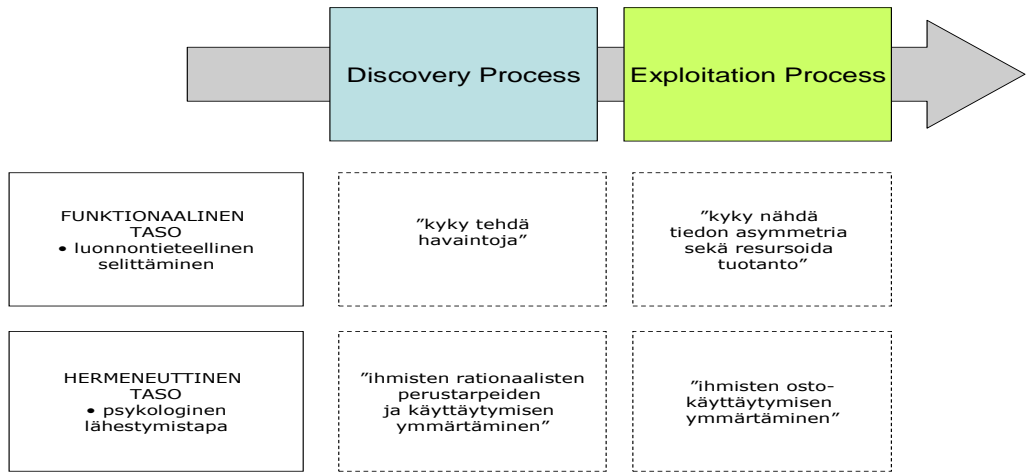 Discovery Process
Exploitation Process
FUNKTIONAALINEN
TASO
• luonnontieteellinen
selittäminen
”kyky tehdä
havaintoja”
”kyky nähdä
tiedon asymmetria
sekä resursoida
tuotanto”
HERMENEUTTINEN
TASO
• psykologinen
lähestymistapa
”ihmisten rationaalisten
perustarpeiden
ja käyttäytymisen
ymmärtäminen”
”ihmisten osto-
käyttäytymisen
ymmärtäminen”